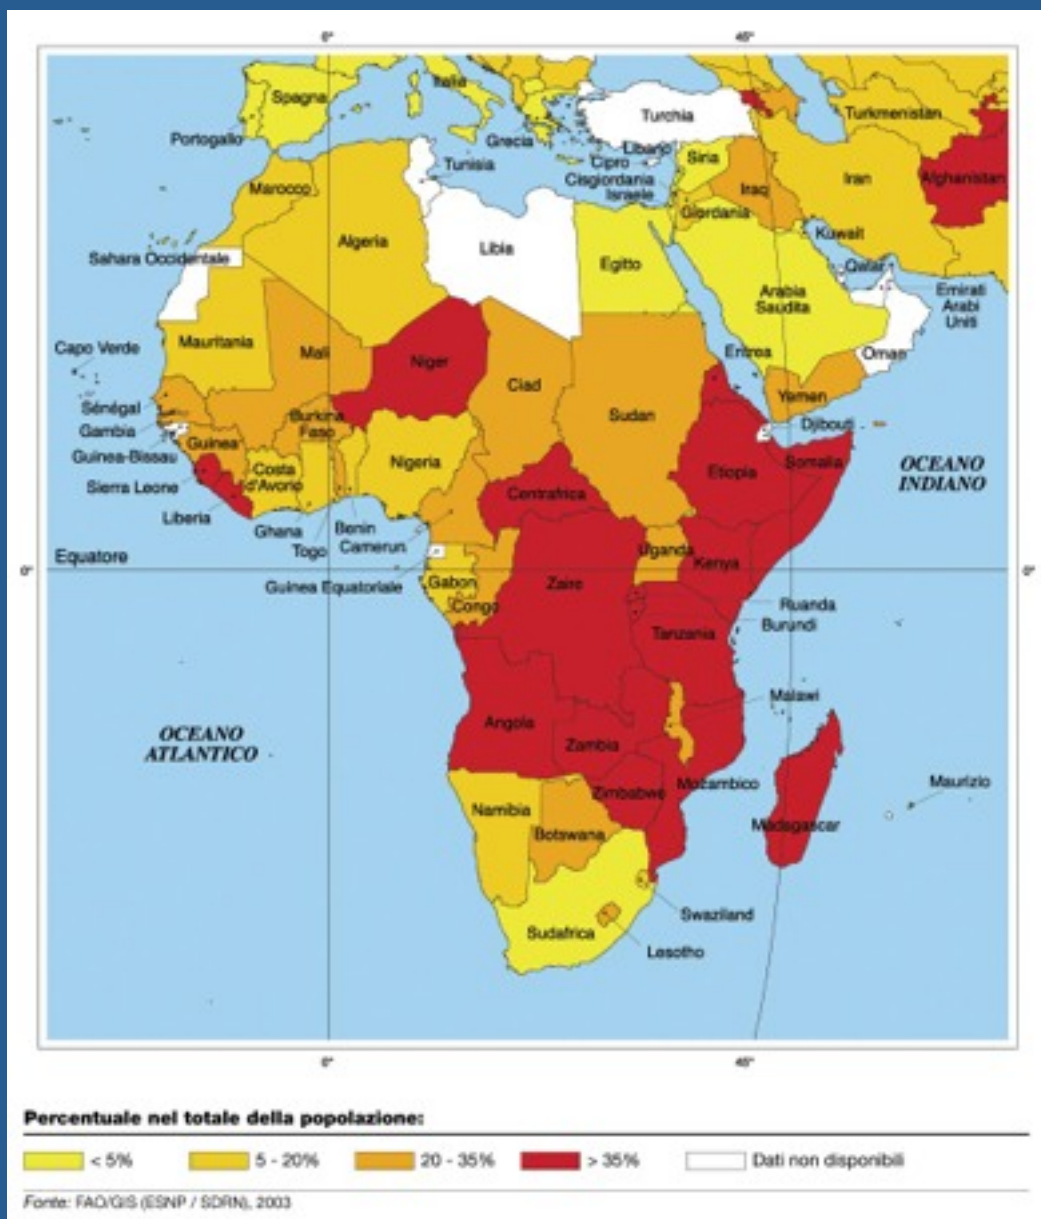 0°
45°
Italia
Spagna
Turchia
Turkmenistan
Portogallo
Grecia
Libano
Cipro
Siria
Tunisia
Cisgiordania
Israele
Iraq
Iran
Afghanistan
Marocco
Giordania
Algeria
Kuwait
Sahara Occidentale
Libia
Egitto
Qatar
Arabia
Saudita
Emirati
Arabi
Uniti
Mauritania
Mali
Niger
Eritrea
Oman
Capo Verde
Ciad
Sudan
Yemen
Sénégal
Burkina
Faso
Djibouti
Gambia
Guinea
Guinea-Bissau
Nigeria
Costa
d'Avorio
Etiopia
Somalia
OCEANO
INDIANO
Sierra Leone
Centrafrica
Liberia
Ghana
Benin
Togo
Camerun
Equatore
Uganda
Kenya
0°
0°
Guinea Equatoriale
Gabon
Zaire
Congo
Ruanda
Burundi
Tanzania
Malawi
Angola
OCEANO
ATLANTICO
Zambia
Mozambico
Maurizio
Zimbabwe
Namibia
Madagascar
Botswana
Swaziland
Sudafrica
Lesotho
0°
45°
Percentuale nel totale della popolazione:
< 5% 5 - 20% 20 - 35% > 35% Dati non disponibili
Fonte: FAO/GIS (ESNP / SDRN), 2003